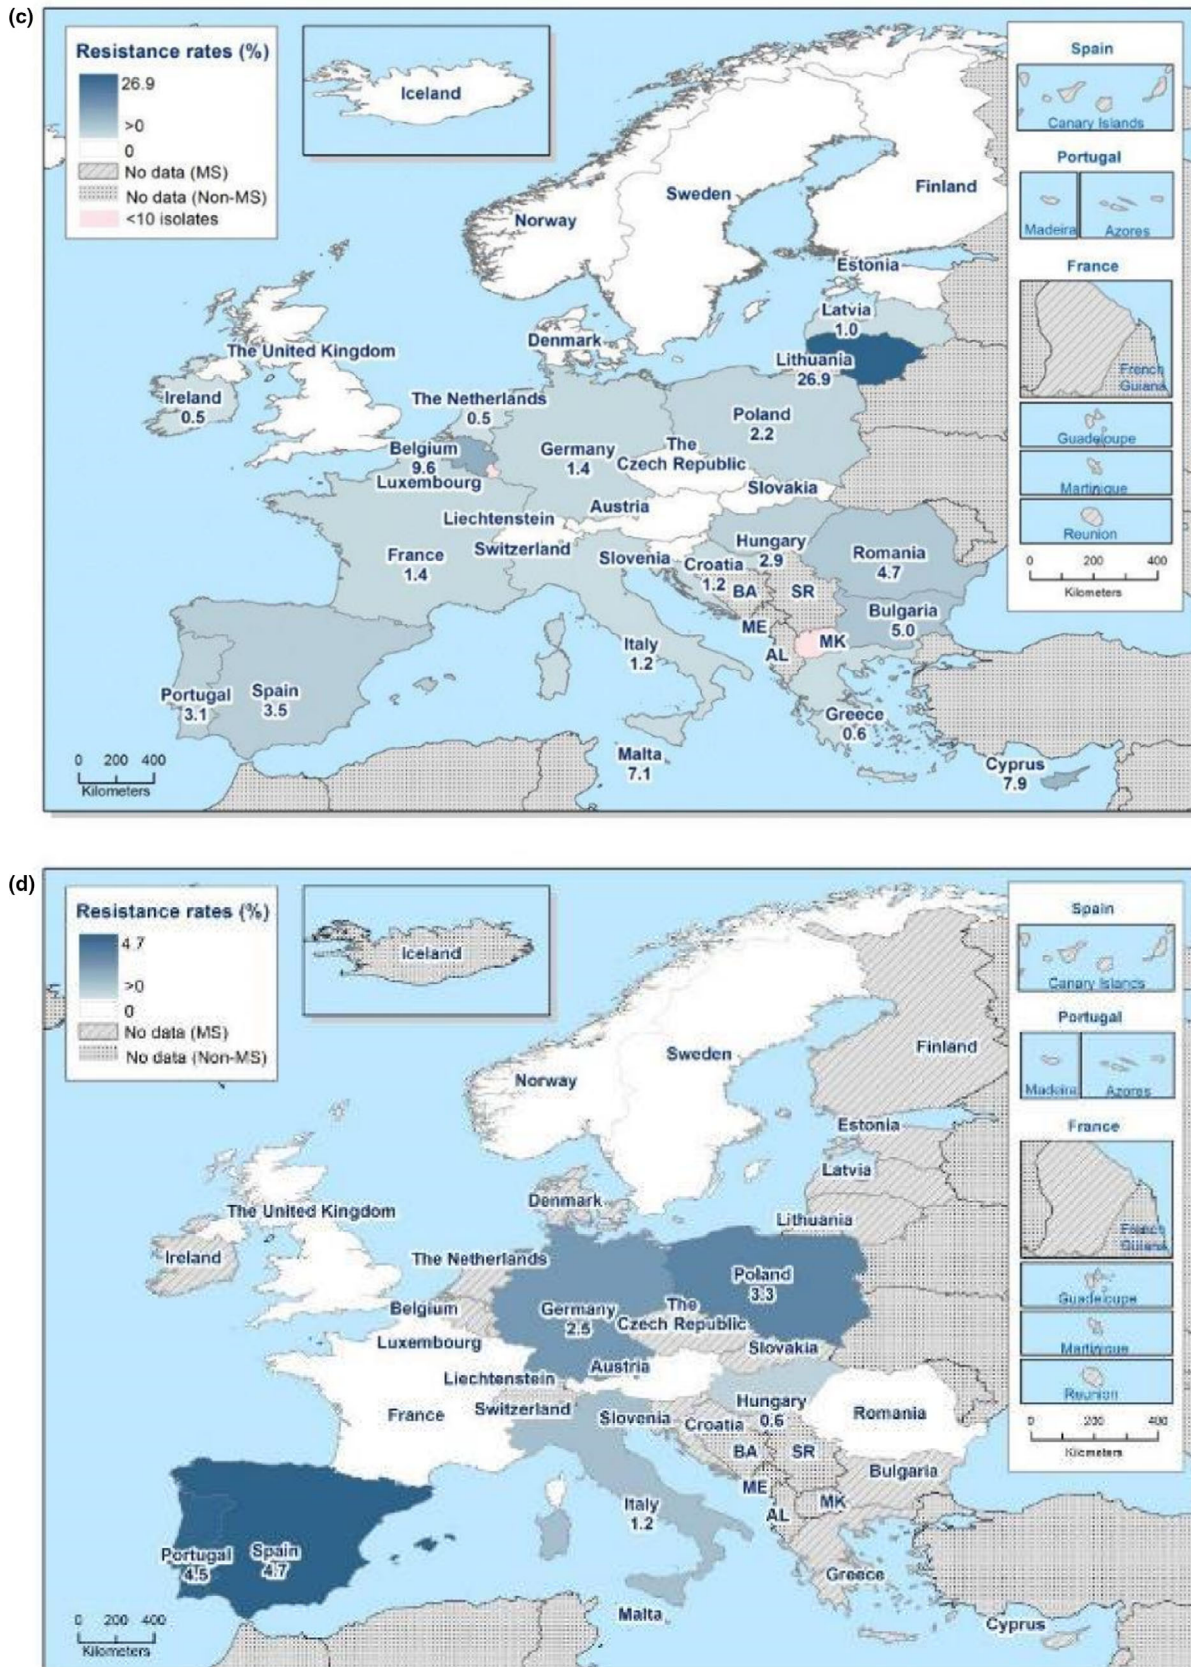 (c)
Resistance rates (%)
26.9
>0
0
No data (MS)
No data (Non-MS)
<10 isolates
Iceland
Spain
Canary Islands
Portugal
Madeira
Azores
France
French
Guiana
Guadeloupe
Martinique
Reunion
0 200 400
Kilometers
Norway
Sweden
Finland
Estonia
Latvia
1.0
Lithuania
26.9
Denmark
The United Kingdom
Ireland
0.5
The Netherlands
0.5
Belgium
9.6
Luxembourg
Germany
1.4
Poland
2.2
The
Czech Republic
Slovakia
Austria
Liechtenstein
Switzerland
France
1.4
Slovenia
Croatia
1.2
Hungary
2.9
Romania
4.7
BA
SR
Bulgaria
5.0
ME
MK
AL
Italy
1.2
Portugal
3.1
Spain
3.5
Greece
0.6
Malta
7.1
Cyprus
7.9
0 200 400
Kilometers
(d)
Resistance rates (%)
4.7
>0
0
No data (MS)
No data (Non-MS)
Iceland
Spain
Canary Islands
Portugal
Madeira
Azores
France
French
Guiana
Guadeloupe
Martinique
Reunion
0 200 400
Kilometers
Norway
Sweden
Finland
Estonia
Latvia
Lithuania
Denmark
The United Kingdom
Ireland
The Netherlands
Belgium
Luxembourg
Germany
2.5
Poland
3.3
The
Czech Republic
Slovakia
Austria
Liechtenstein
Switzerland
France
Slovenia
Croatia
Hungary
0.6
Romania
BA
SR
Bulgaria
ME
MK
AL
Italy
1.2
Portugal
4.5
Spain
4.7
Greece
Malta
Cyprus
0 200 400
Kilometers